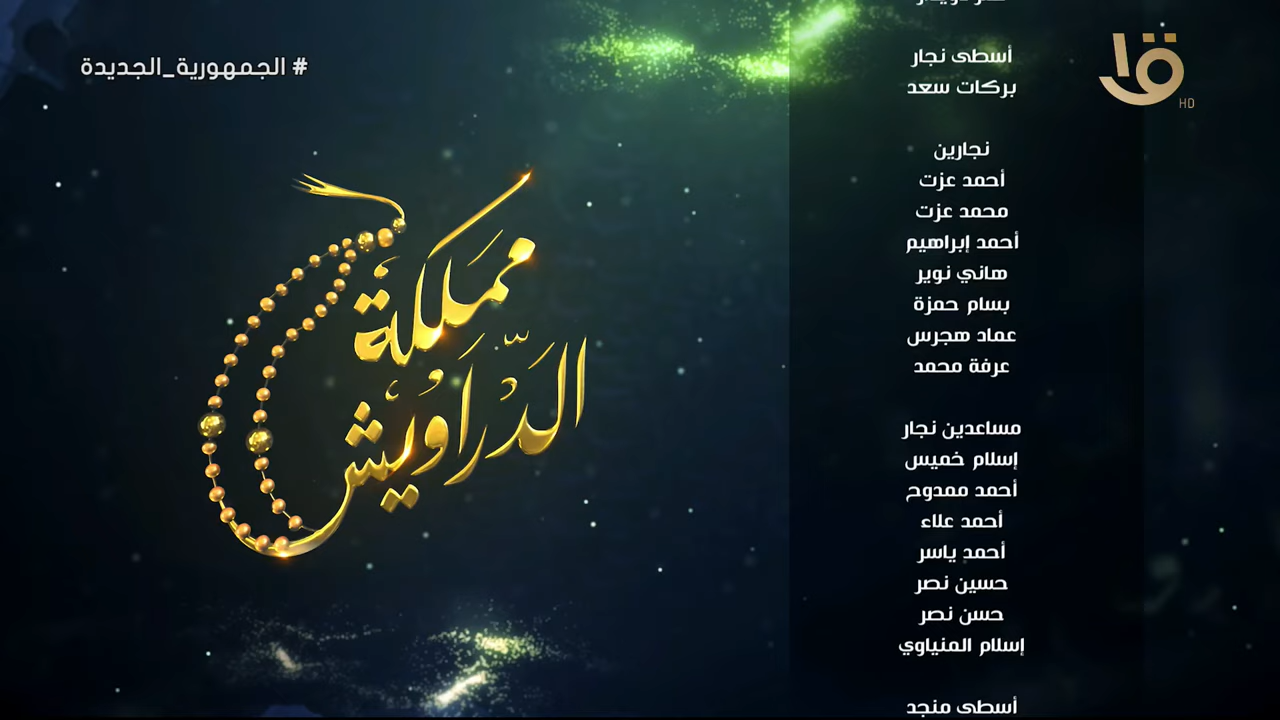 # الجمهورية_الجديدة
HD
مملكة
الدراويش
أسطى نجار
بركات سعد
نجارين
أحمد عزت
محمد عزت
أحمد إبراهيم
هاني نوير
بسام حمزة
عماد هجرس
عرفة محمد
مساعدين نجار
إسلام خميس
أحمد ممدوح
أحمد علاء
أحمد ياسر
حسين نصر
حسن نصر
إسلام المنياوي
أسطى منجد